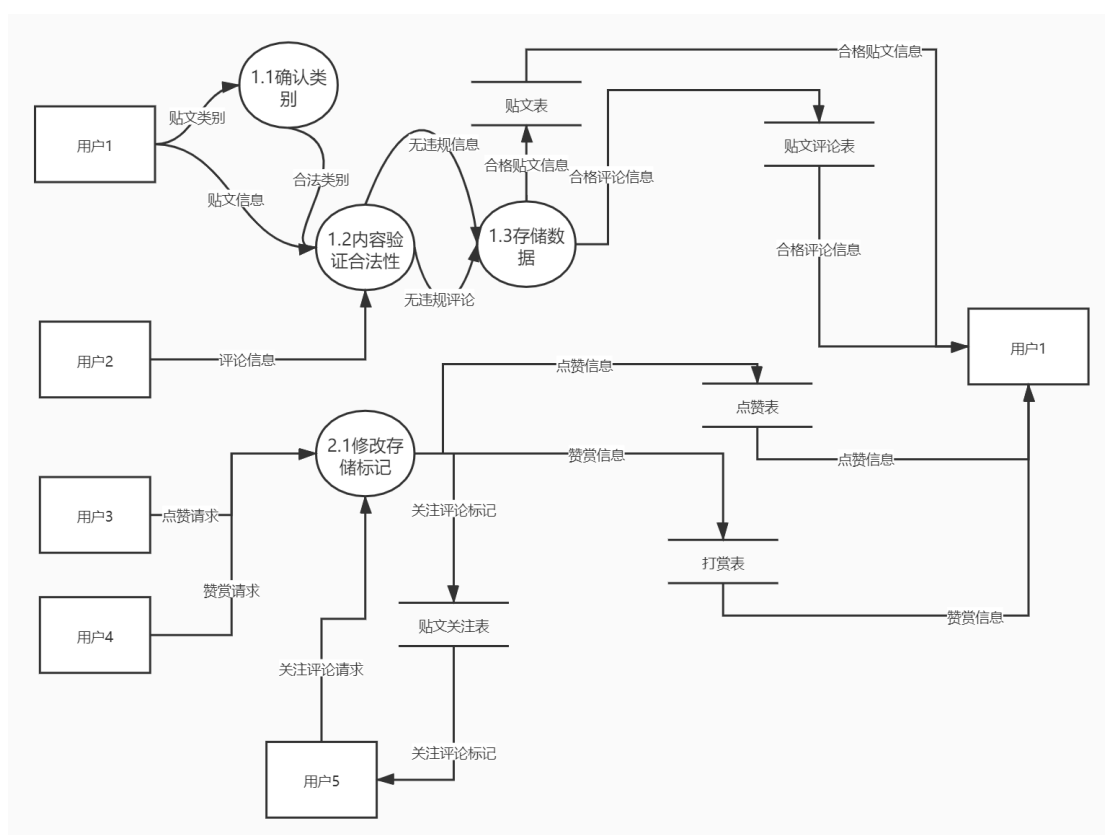 合格贴文信息
1.1确认类
别
贴文表
贴文类别
用户1
无违规信息
贴文评论表
合格贴文信息
合格评论信息
合法类别
贴文信息
1.2内容验
证合法性
1.3存储数
据
合格评论信息
无违规评论
用户2
评论信息
用户1
点赞信息
点赞表
2.1修改存
储标记
赞赏信息
点赞信息
用户3
点赞请求
关注评论标记
打赏表
赞赏请求
用户4
贴文关注表
赞赏信息
关注评论请求
关注评论标记
用户5